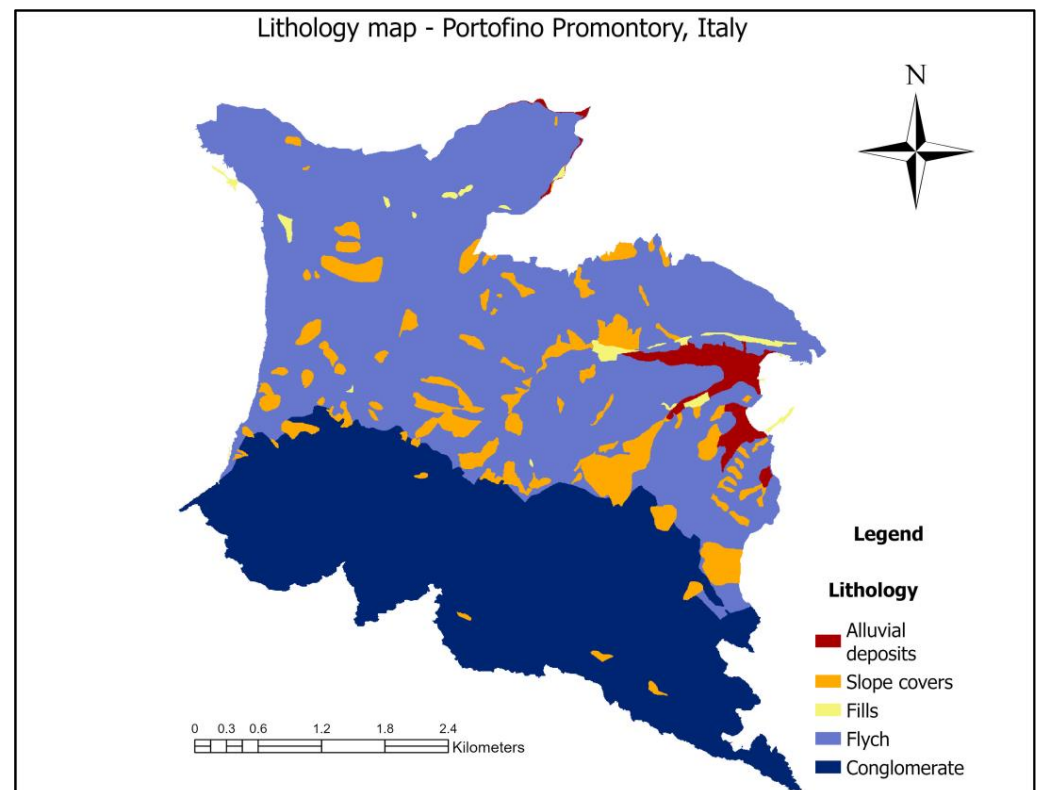 Lithology map - Portofino Promontory, Italy
N
Legend
Lithology
Alluvial
deposits
Slope covers
Fills
Flych
Conglomerate
0 0.3 0.6 1.2 1.8 2.4
Kilometers